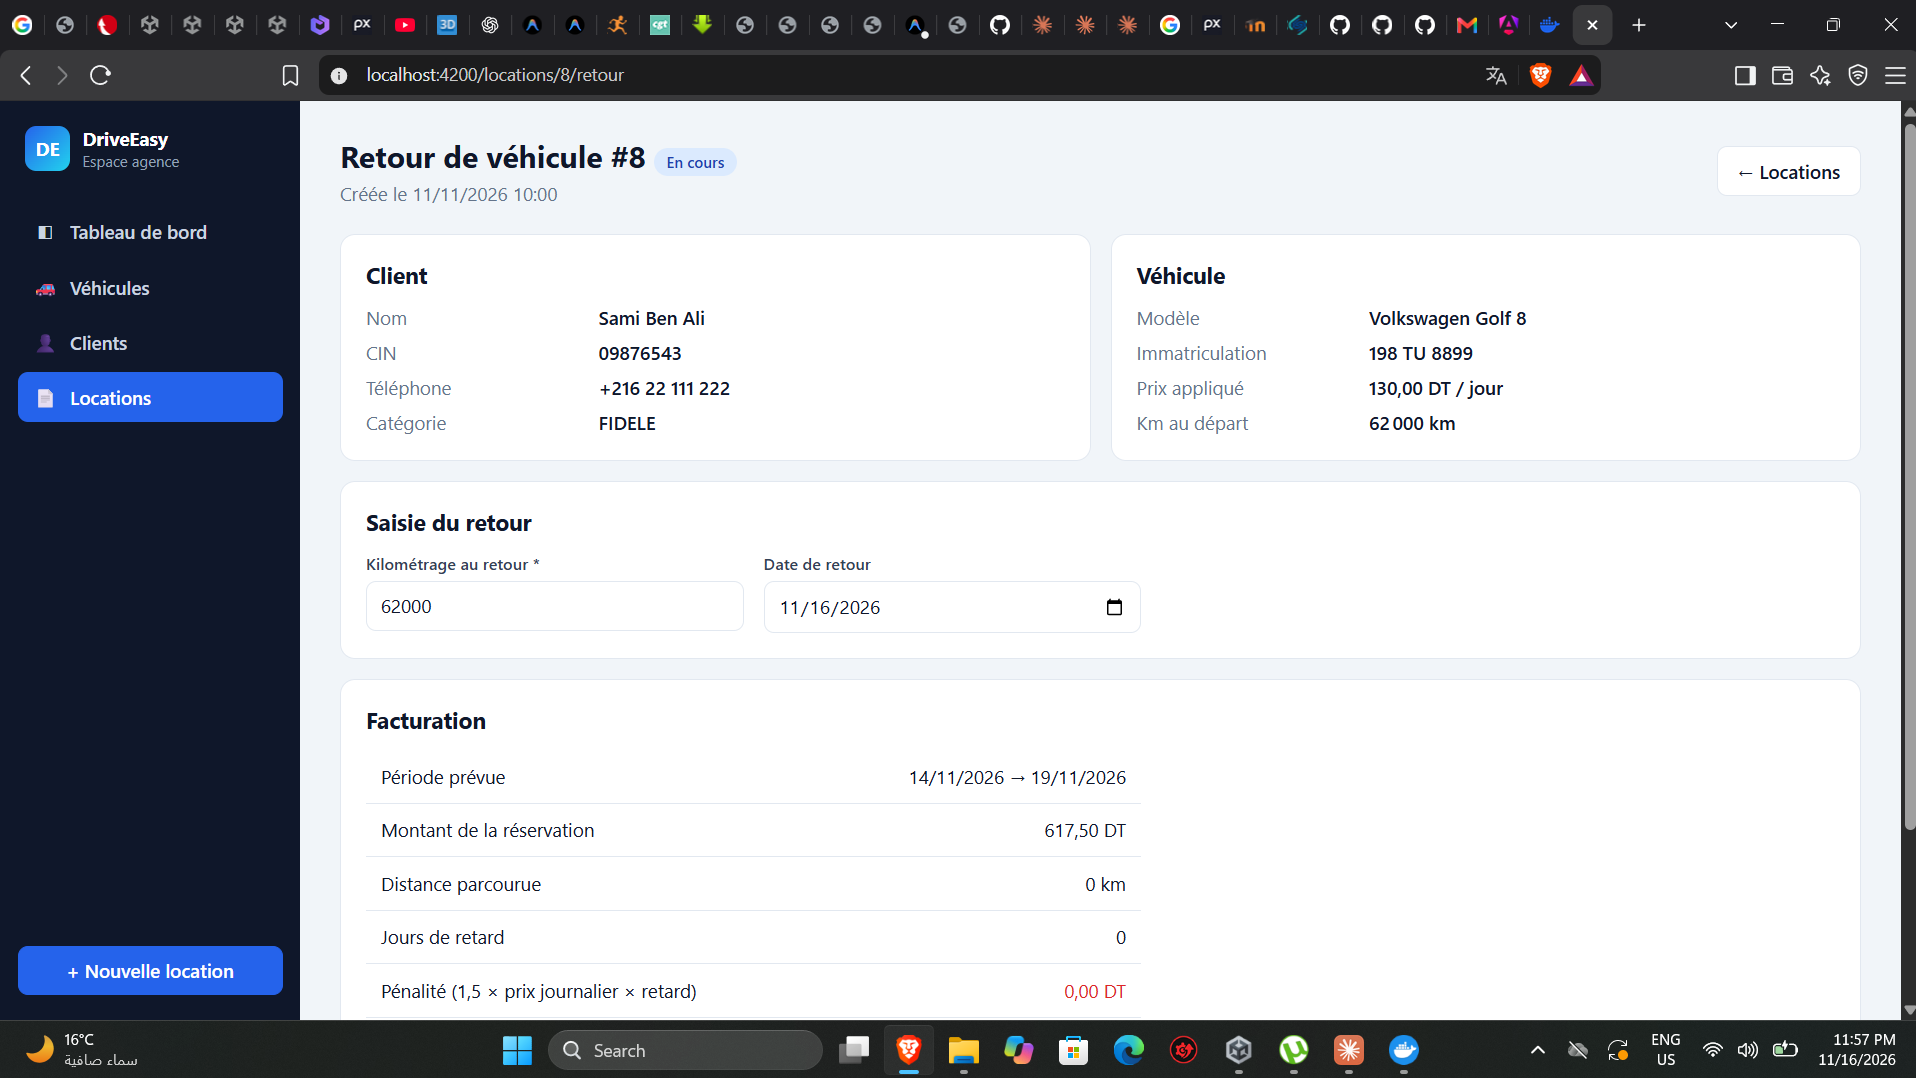 localhost:4200/locations/8/retour
DE
DriveEasy
Espace agence
Tableau de bord
Véhicules
Clients
Locations
+ Nouvelle location
Retour de véhicule #8
En cours
Créée le 11/11/2026 10:00
← Locations
Client
Nom
Sami Ben Ali
CIN
09876543
Téléphone
+216 22 111 222
Catégorie
FIDELE
Véhicule
Modèle
Volkswagen Golf 8
Immatriculation
198 TU 8899
Prix appliqué
130,00 DT / jour
Km au départ
62 000 km
Saisie du retour
Kilométrage au retour *
62000
Date de retour
11/16/2026
Facturation
Période prévue
14/11/2026 → 19/11/2026
Montant de la réservation
617,50 DT
Distance parcourue
0 km
Jours de retard
0
Pénalité (1,5 × prix journalier × retard)
0,00 DT
16°C
سماء صافية
Search
ENG
US
11:57 PM
11/16/2026